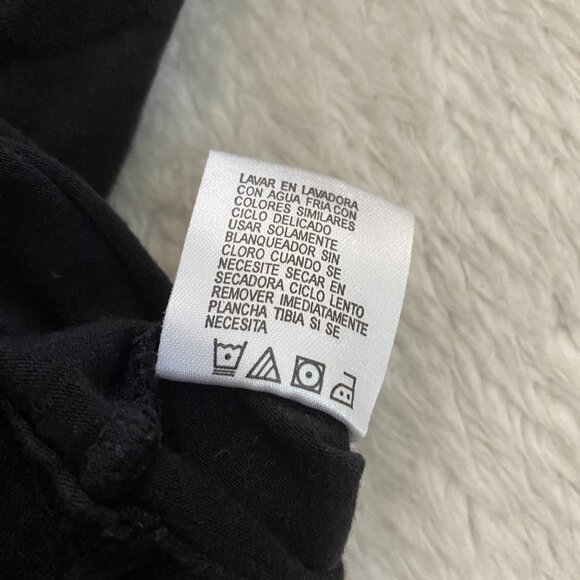 LAVAR EN LAVADORA
CON AGUA FRIA CON
COLORES SIMILARES
CICLO DELICADO
USAR SOLAMENTE
BLANQUEADOR SIN
CLORO CUANDO SE
NECESITE SECAR EN
SECADORA CICLO LENTO
REMOVER IMEDIATAMENTE
PLANCHA TIBIA SI SE
NECESITA